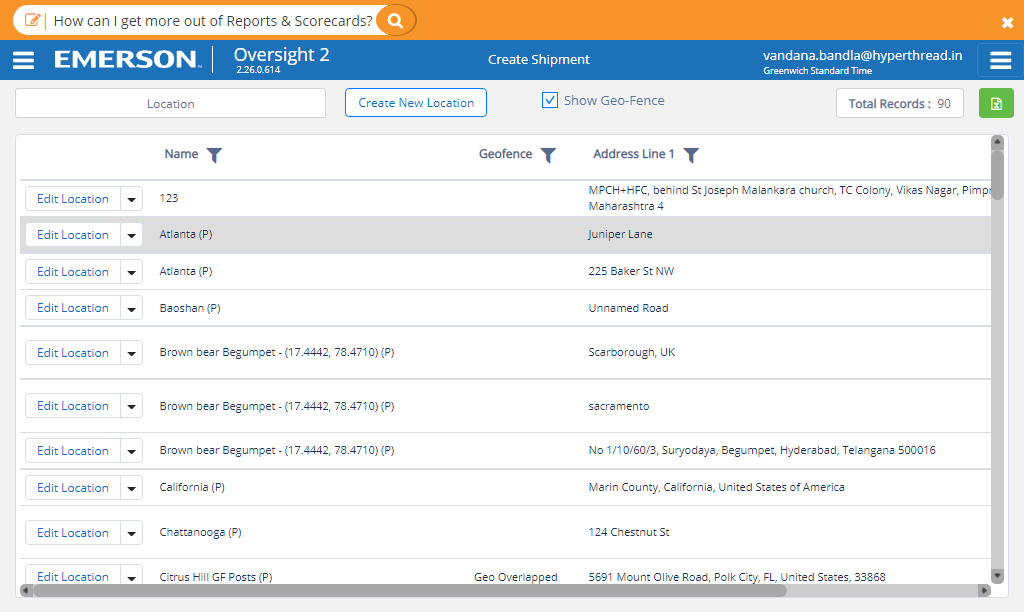 How can I get more out of Reports & Scorecards?
EMERSON
Oversight 2
2.26.0.614
Create Shipment
vandana.bandla@hyperthread.in
Greenwich Standard Time
Location
Create New Location
Show Geo-Fence
Total Records : 90
Name
Geofence
Address Line 1
Edit Location
123
MPCH+HFC, behind St Joseph Malankara church, TC Colony, Vikas Nagar, Pimpr
Maharashtra 4
Edit Location
Atlanta (P)
Juniper Lane
Edit Location
Atlanta (P)
225 Baker St NW
Edit Location
Baoshan (P)
Unnamed Road
Edit Location
Brown bear Begumpet - (17.4442, 78.4710) (P)
Scarborough, UK
Edit Location
Brown bear Begumpet - (17.4442, 78.4710) (P)
sacramento
Edit Location
Brown bear Begumpet - (17.4442, 78.4710) (P)
No 1/10/60/3, Suryodaya, Begumpet, Hyderabad, Telangana 500016
Edit Location
California (P)
Marin County, California, United States of America
Edit Location
Chattanooga (P)
124 Chestnut St
Edit Location
Citrus Hill GF Posts (P)
Geo Overlapped
5691 Mount Olive Road, Polk City, FL, United States, 33868